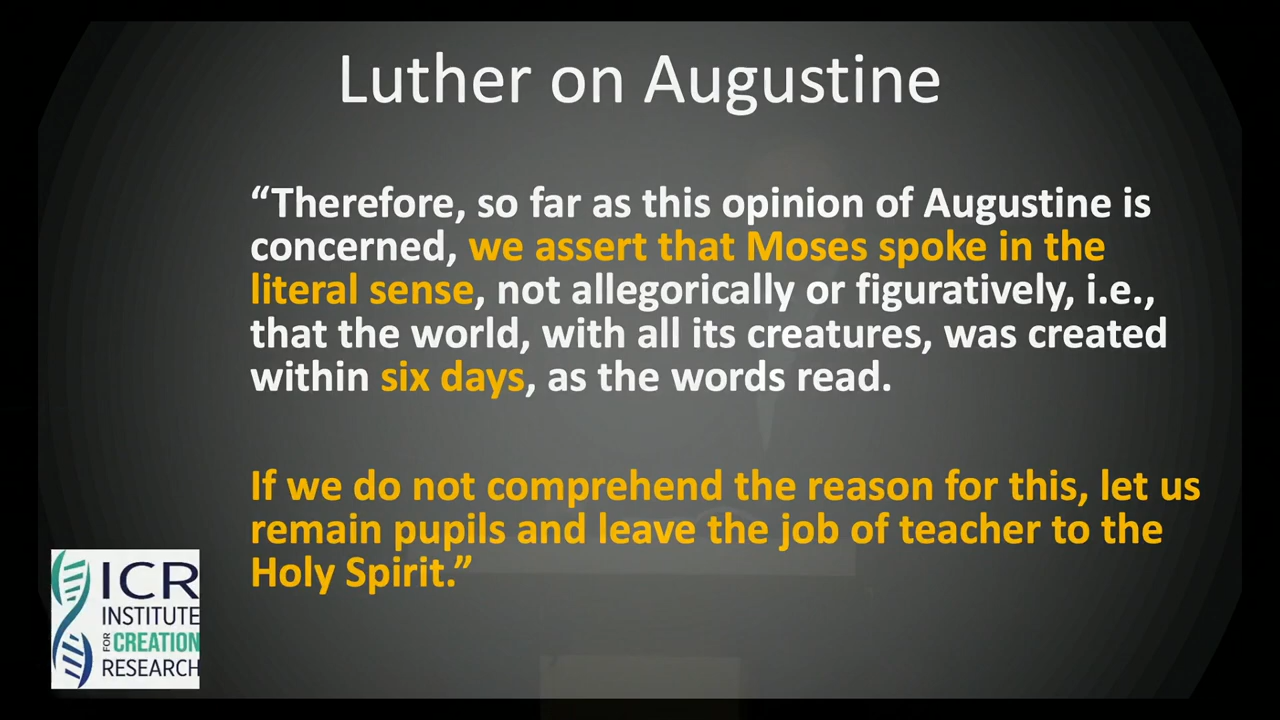 Luther on Augustine
“Therefore, so far as this opinion of Augustine is
concerned, we assert that Moses spoke in the
literal sense, not allegorically or figuratively, i.e.,
that the world, with all its creatures, was created
within six days, as the words read.
If we do not comprehend the reason for this, let us
remain pupils and leave the job of teacher to the
Holy Spirit.”
ICR
INSTITUTE
FOR CREATION
RESEARCH